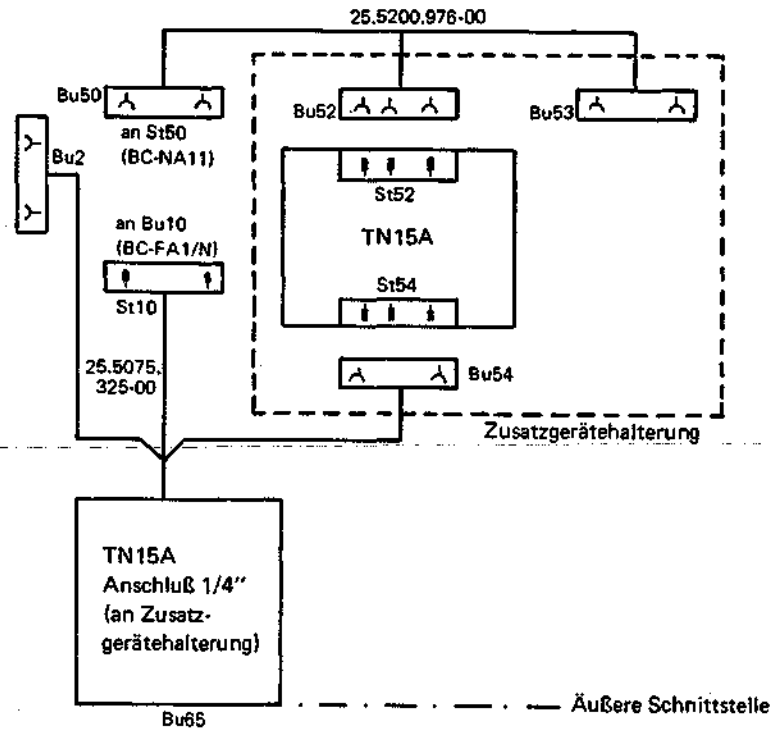 25.5200.976-00
Bu50
Bu52
Bu53
an St50
(BC-NA11)
Bu2
St52
an Bu10
(BC-FA1/N)
TN15A
St54
St10
25.5075.
325-00
Bu54
Zusatzgerätehalterung
TN15A
Anschluß 1/4"
(an Zusatz-
gerätehalterung)
Bu65
Äußere Schnittstelle